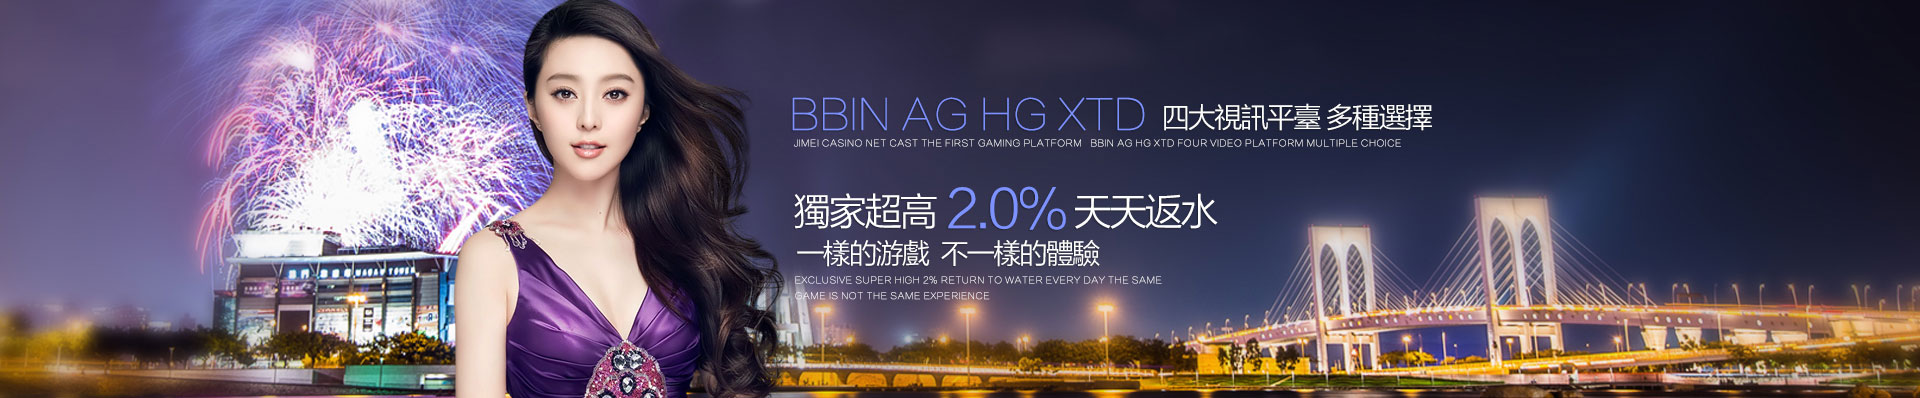 BBIN AG HG XTD 四大視訊平臺 多種選擇
JIMEI CASINO NET CAST THE FIRST GAMING PLATFORM BBIN AG HG XTD FOUR VIDEO PLATFORM MULTIPLE CHOICE
獨家超高 2.0% 天天返水
一樣的游戲 不一樣的體驗
EXCLUSIVE SUPER HIGH 2% RETURN TO WATER EVERY DAY THE SAME
GAME IS NOT THE SAME EXPERIENCE